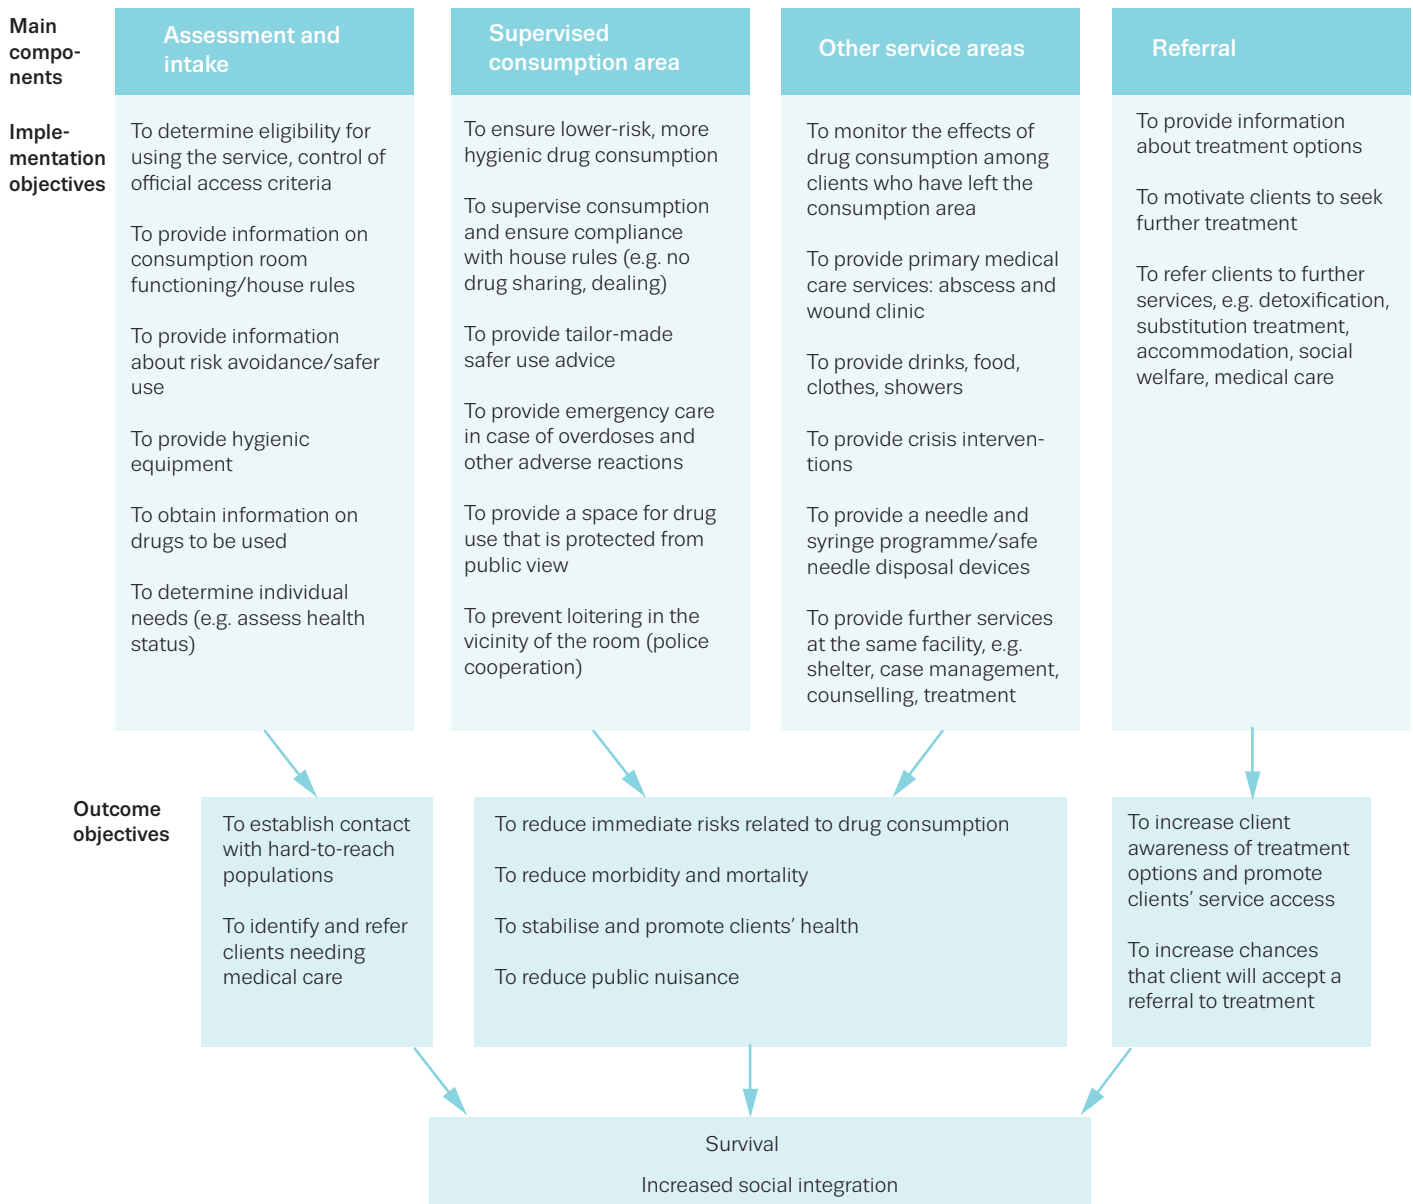 Main
compo-
nents
Assessment and
intake
Supervised
consumption area
Other service areas
Referral
Imple-
mentation
objectives
To determine eligibility for
using the service, control of
official access criteria
To provide information on
consumption room
functioning/house rules
To provide information
about risk avoidance/safer
use
To provide hygienic
equipment
To obtain information on
drugs to be used
To determine individual
needs (e.g. assess health
status)
To ensure lower-risk, more
hygienic drug consumption
To supervise consumption
and ensure compliance
with house rules (e.g. no
drug sharing, dealing)
To provide tailor-made
safer use advice
To provide emergency care
in case of overdoses and
other adverse reactions
To provide a space for drug
use that is protected from
public view
To prevent loitering in the
vicinity of the room (police
cooperation)
To monitor the effects of
drug consumption among
clients who have left the
consumption area
To provide primary medical
care services: abscess and
wound clinic
To provide drinks, food,
clothes, showers
To provide crisis interven-
tions
To provide a needle and
syringe programme/safe
needle disposal devices
To provide further services
at the same facility, e.g.
shelter, case management,
counselling, treatment
To provide information
about treatment options
To motivate clients to seek
further treatment
To refer clients to further
services, e.g. detoxification,
substitution treatment,
accommodation, social
welfare, medical care
Outcome
objectives
To establish contact
with hard-to-reach
populations
To identify and refer
clients needing
medical care
To reduce immediate risks related to drug consumption
To reduce morbidity and mortality
To stabilise and promote clients’ health
To reduce public nuisance
To increase client
awareness of treatment
options and promote
clients’ service access
To increase chances
that client will accept a
referral to treatment
Survival
Increased social integration